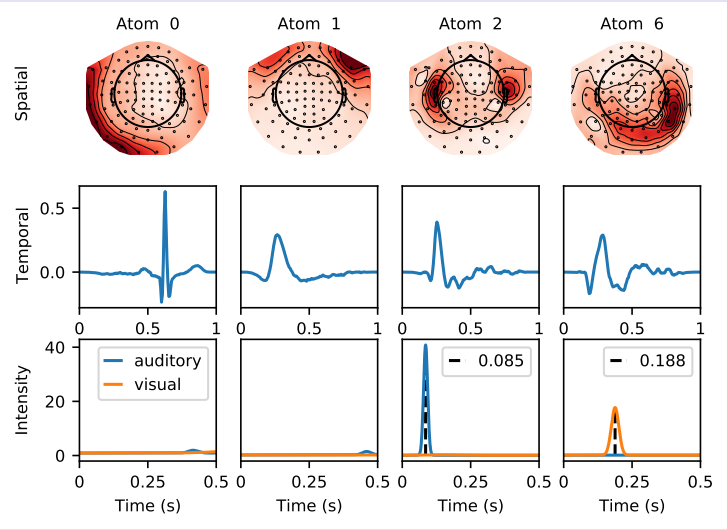 Atom 0
Atom 1
Atom 2
Atom 6
Spatial
Temporal
0.5
0.0
0 0.5 1
0 0.5 1
0 0.5 1
0 0.5 1
Intensity
40
20
0
auditory
visual
0.085
0.188
0 0.25 0.5
0 0.25 0.5
0 0.25 0.5
0 0.25 0.5
Time (s)
Time (s)
Time (s)
Time (s)